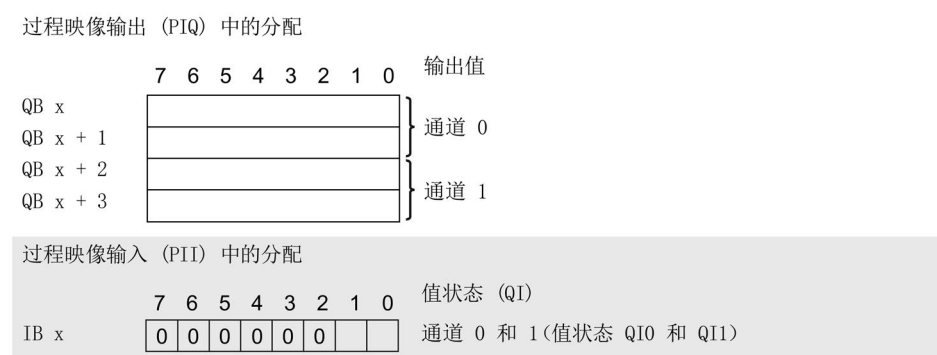 过程映像输出 (PIQ) 中的分配
7 6 5 4 3 2 1 0 输出值
QB x
通道 0
QB x + 1
QB x + 2
通道 1
QB x + 3
过程映像输入 (PII) 中的分配
7 6 5 4 3 2 1 0 值状态 (QI)
IB x 0 0 0 0 0 0 通道 0 和 1(值状态 QI0 和 QI1)